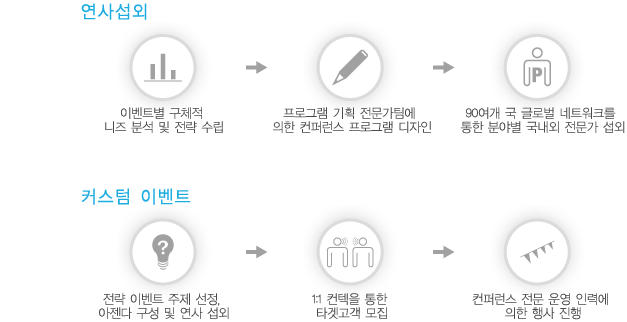 연사섭외
P
이벤트별 구체적
니즈 분석 및 전략 수립
프로그램 기획 전문가팀에
의한 컨퍼런스 프로그램 디자인
90여개 국 글로벌 네트워크를
통한 분야별 국내외 전문가 섭외
커스텀 이벤트
?
전략 이벤트 주제 선정,
아젠다 구성 및 연사 섭외
1:1 컨텍을 통한
타겟고객 모집
컨퍼런스 전문 운영 인력에
의한 행사 진행